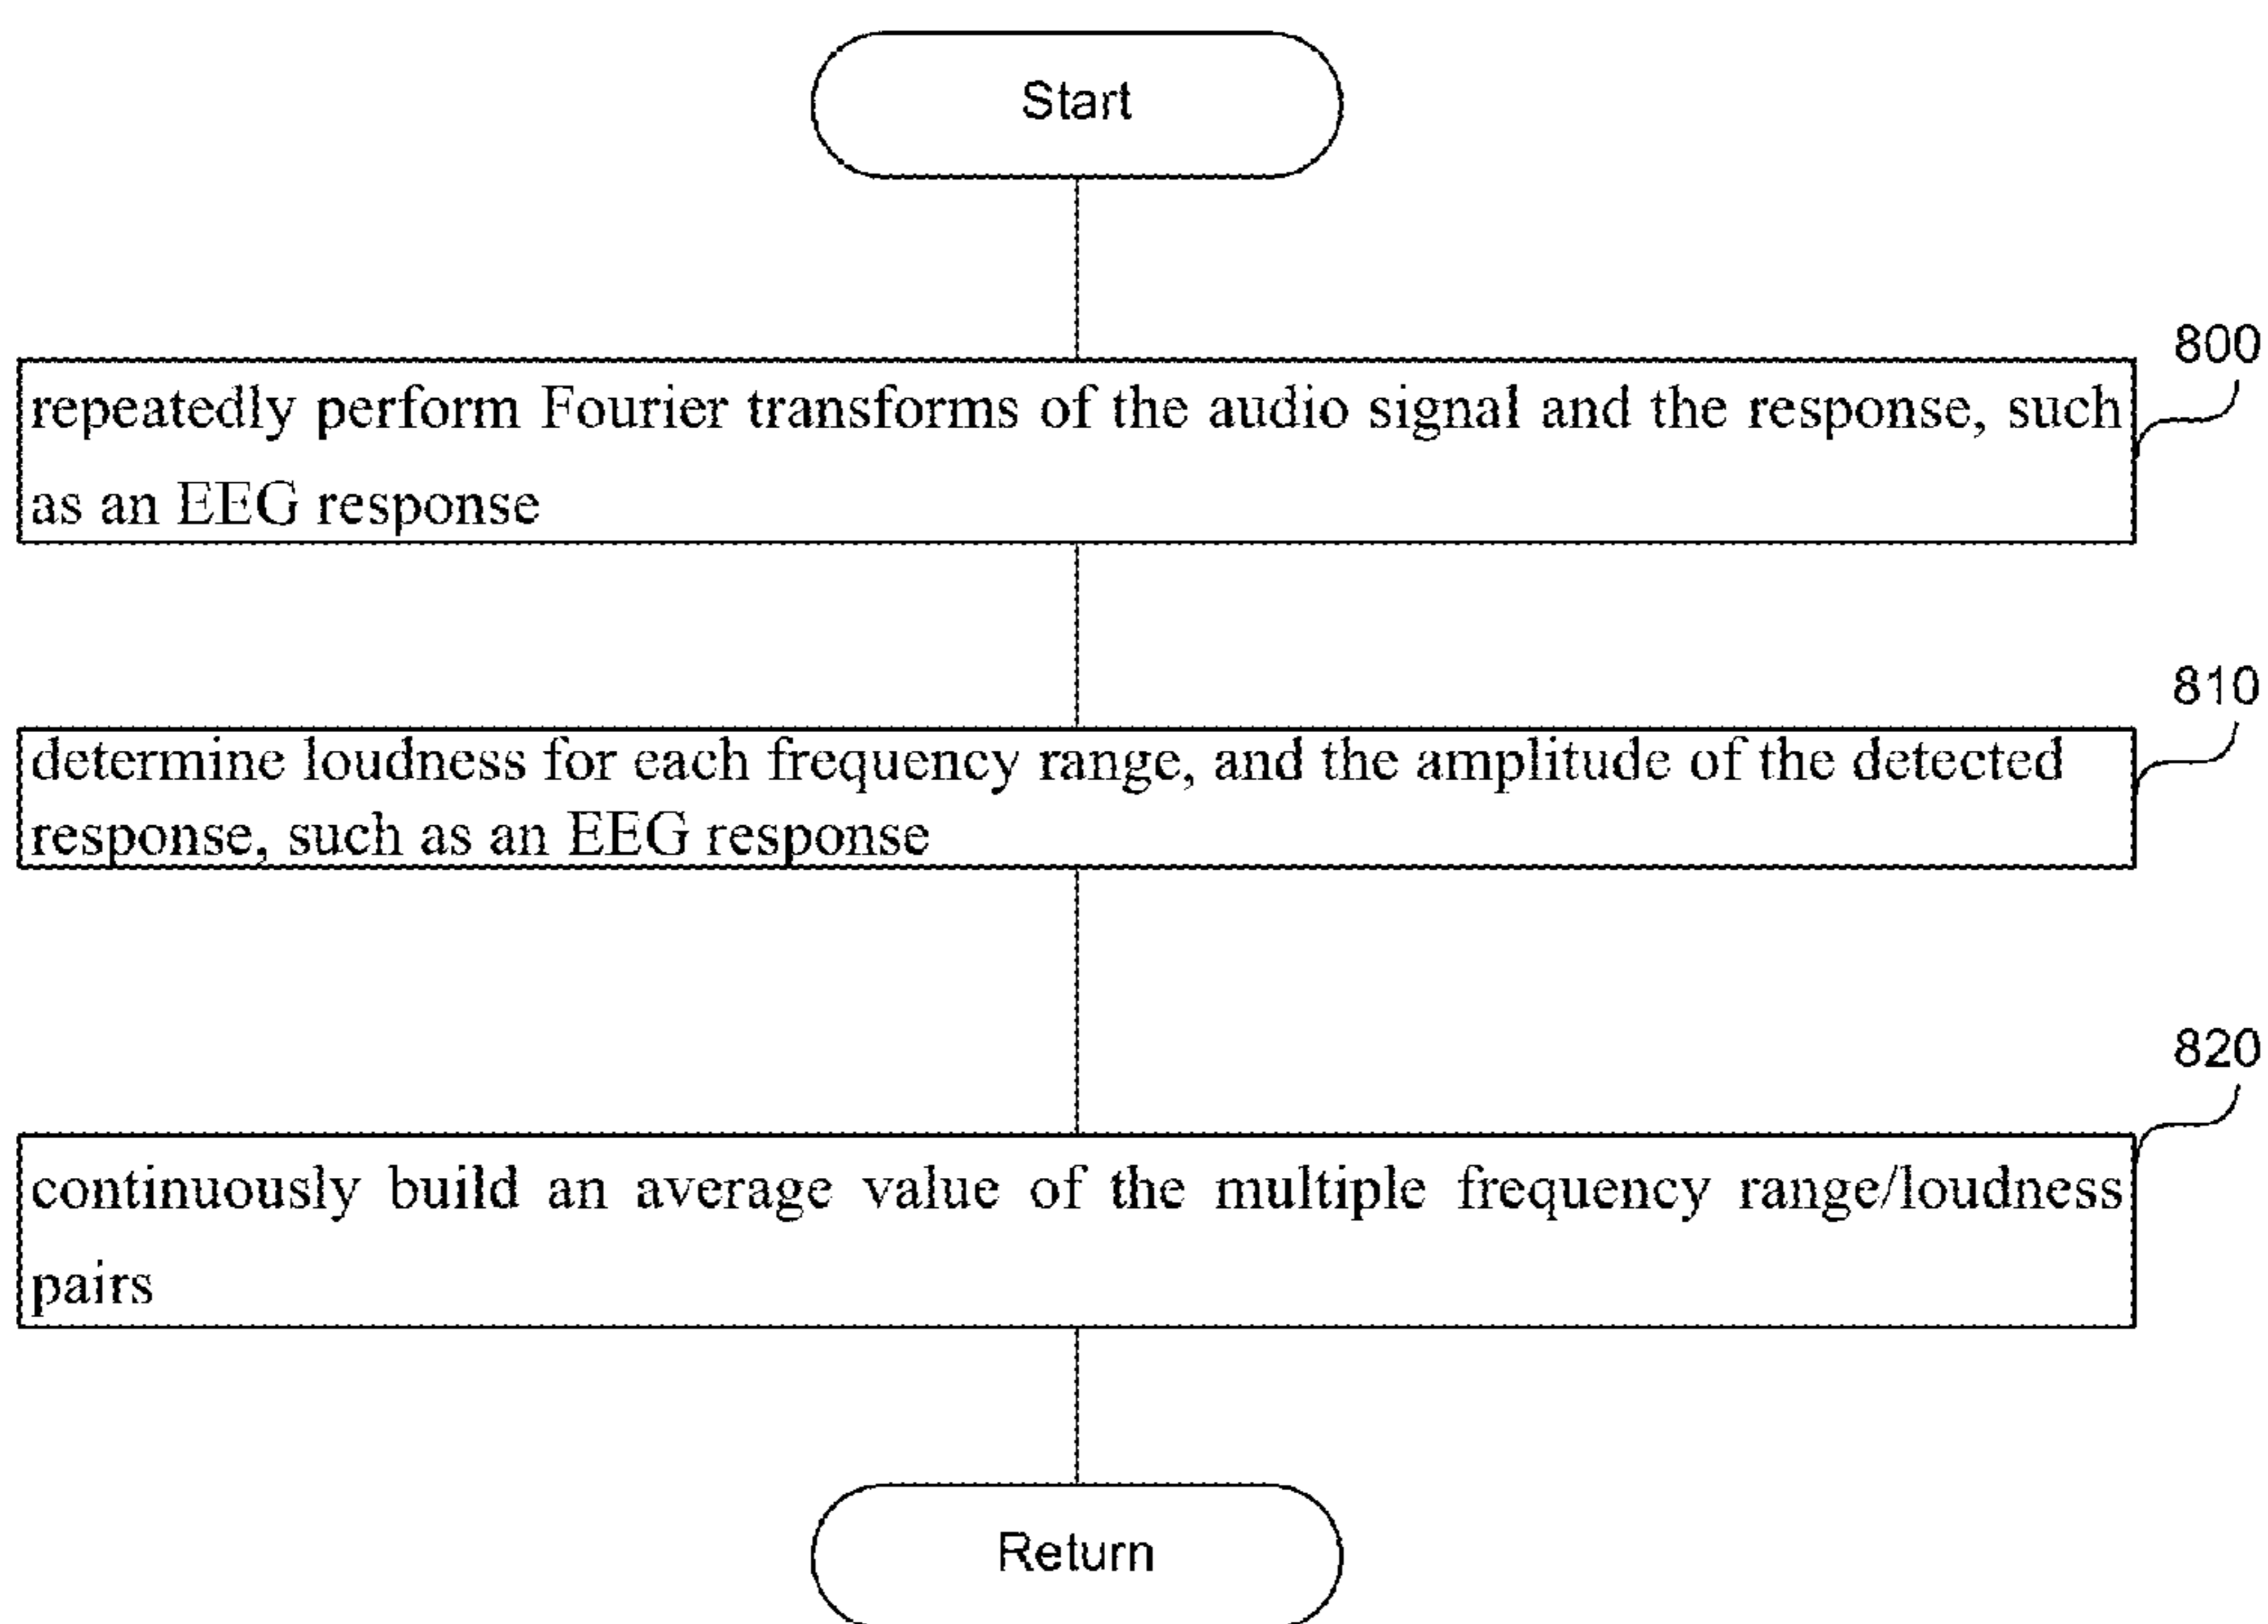 Start
800
repeatedly perform Fourier transforms of the audio signal and the response, such
as an EEG response
810
determine loudness for each frequency range, and the amplitude of the detected
response, such as an EEG response
820
continuously build an average value of the multiple frequency range/loudness
pairs
Return